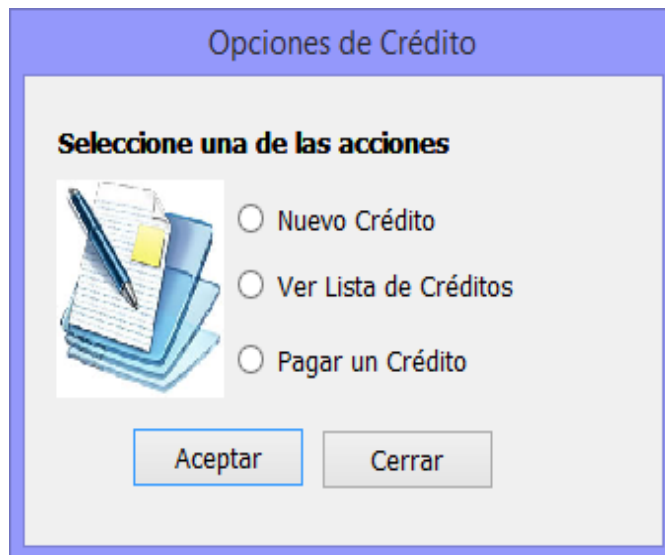 Opciones de Crédito
Seleccione una de las acciones
Nuevo Crédito
Ver Lista de Créditos
Pagar un Crédito
Aceptar
Cerrar